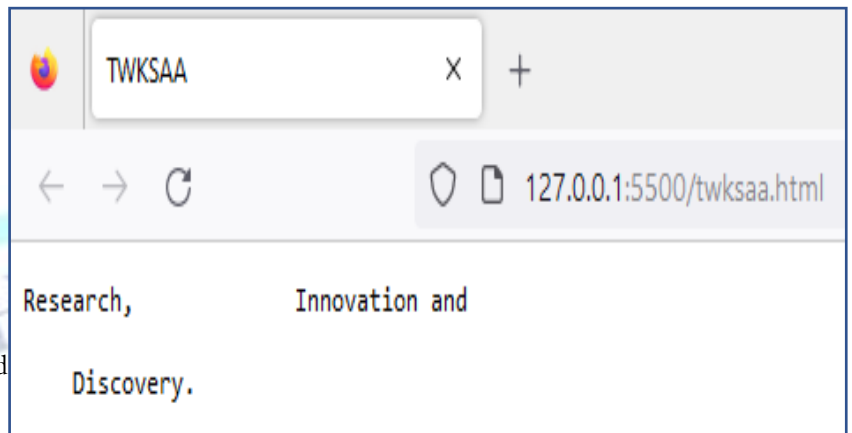 TWKSAA
127.0.0.1:5500/twksaa.html
Research,             Innovation and
d
    Discovery.